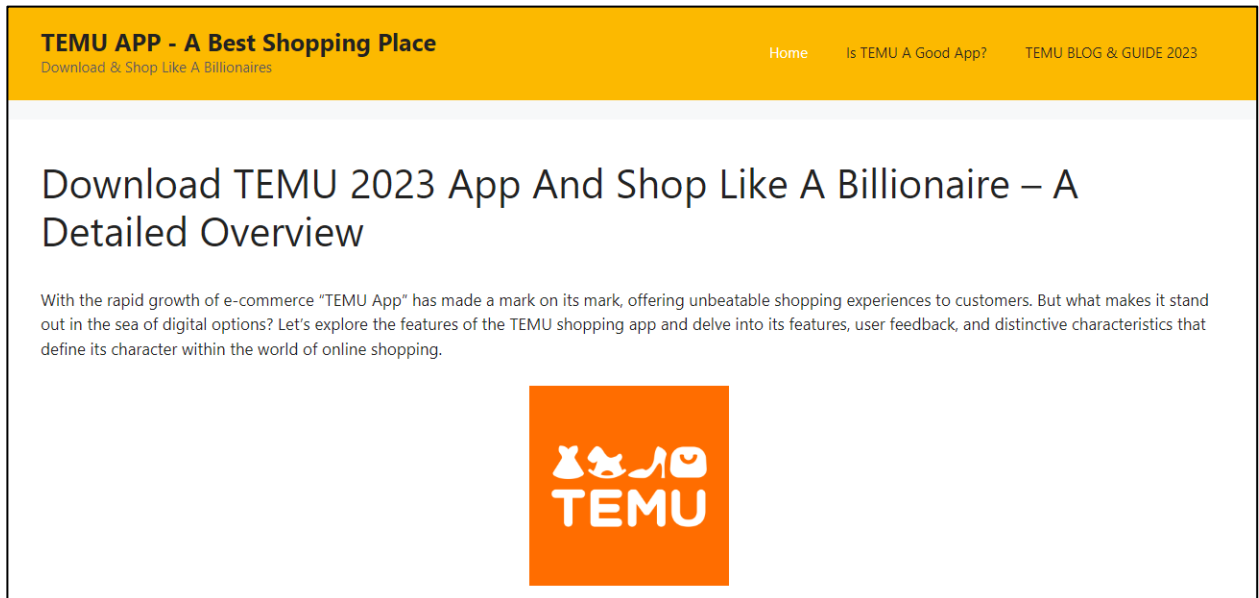 TEMU APP - A Best Shopping Place
Download & Shop Like A Billionaires
Home Is TEMU A Good App? TEMU BLOG & GUIDE 2023
Download TEMU 2023 App And Shop Like A Billionaire – A
Detailed Overview
With the rapid growth of e-commerce “TEMU App” has made a mark on its mark, offering unbeatable shopping experiences to customers. But what makes it stand
out in the sea of digital options? Let’s explore the features of the TEMU shopping app and delve into its features, user feedback, and distinctive characteristics that
define its character within the world of online shopping.
TEMU